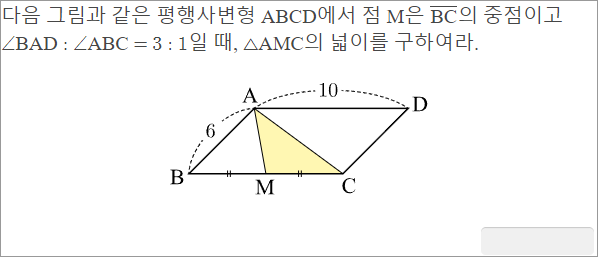 다음 그림과 같은 평행사변형 ABCD에서 점 M은 \overline{BC}의 중점이고
∠BAD : ∠ABC = 3 : 1일 때, △AMC의 넓이를 구하여라.
A 10 D
6
B M C